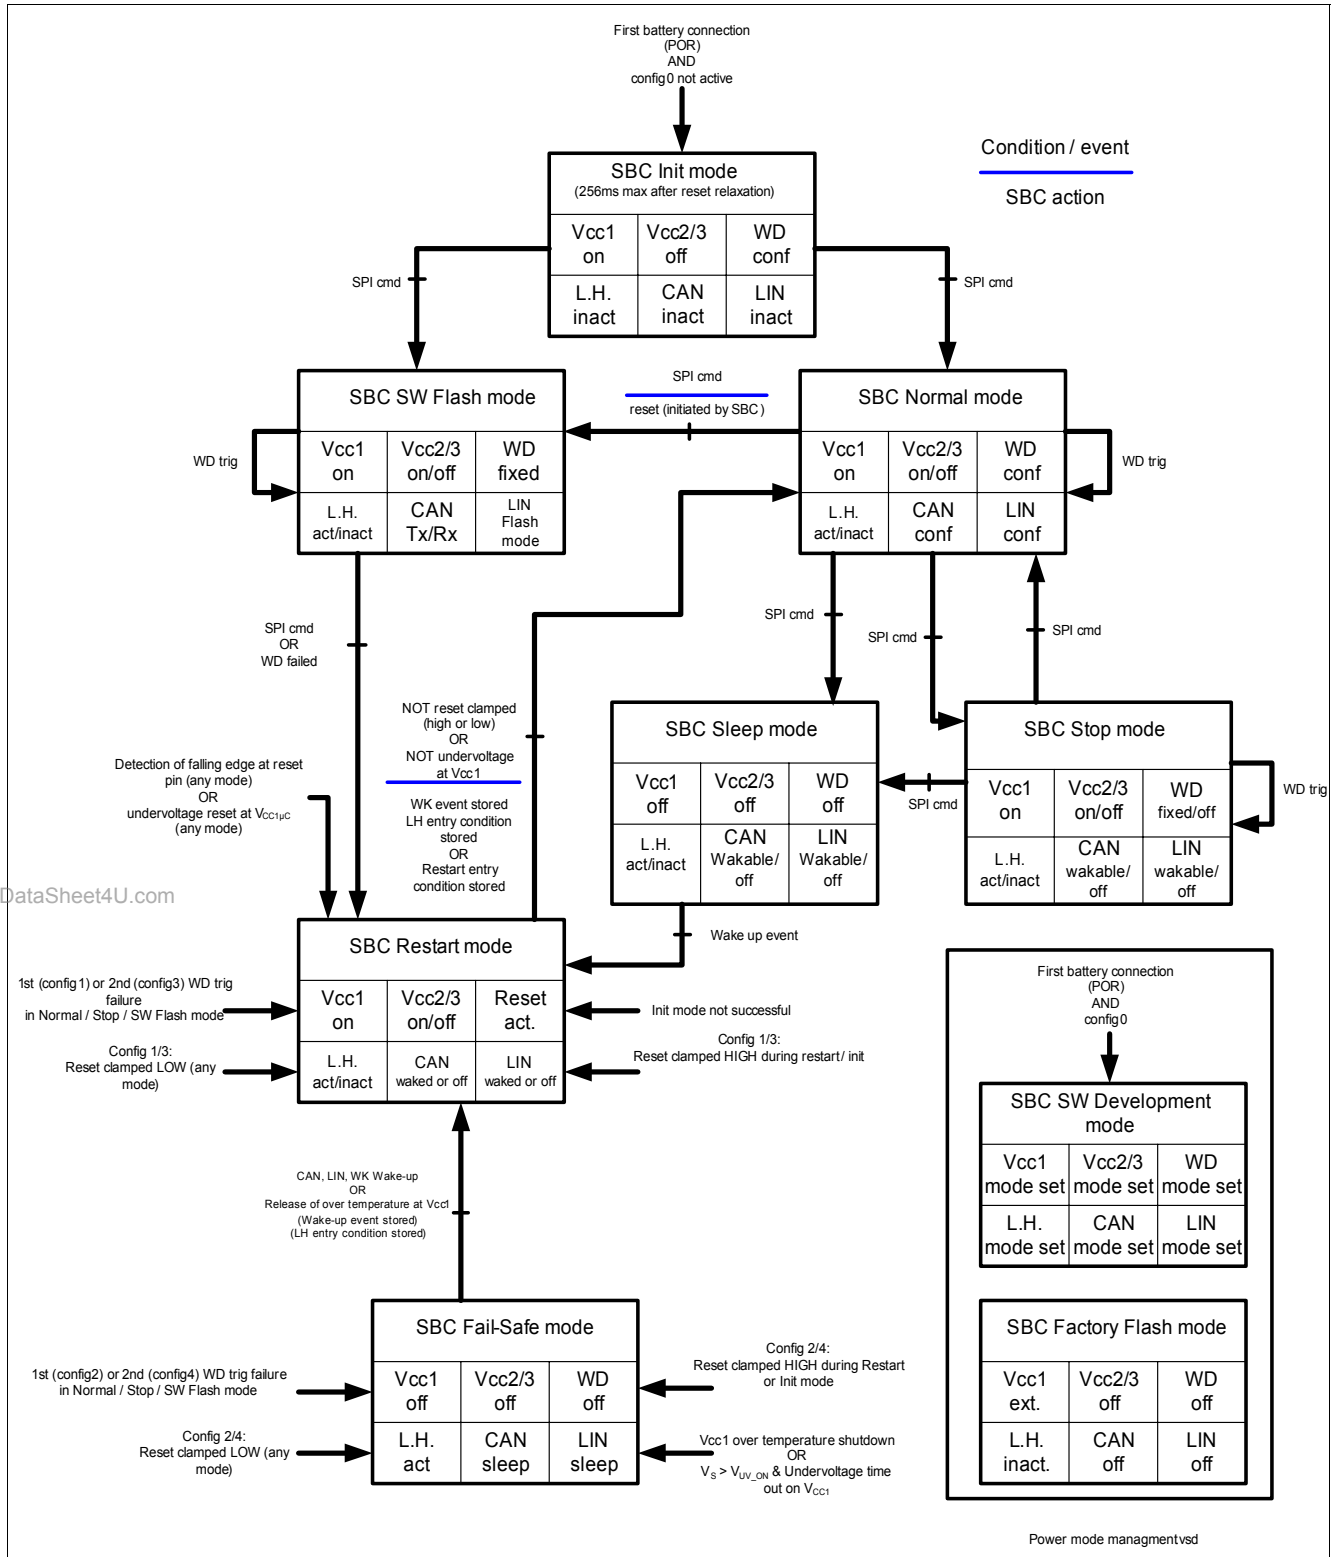 First battery connection
(POR)
AND
config0 not active
Condition / event
SBC action
SBC Init mode
(256ms max after reset relaxation)
Vcc1 on
Vcc2/3 off
WD conf
L.H. inact
CAN inact
LIN inact
SPI cmd
SPI cmd
SBC SW Flash mode
Vcc1 on
Vcc2/3 on/off
WD fixed
L.H. act/inact
CAN Tx/Rx
LIN Flash mode
WD trig
SPI cmd
reset (initiated by SBC)
SBC Normal mode
Vcc1 on
Vcc2/3 on/off
WD conf
L.H. act/inact
CAN conf
LIN conf
WD trig
SPI cmd
OR
WD failed
SPI cmd
SPI cmd
SPI cmd
NOT reset clamped
(high or low)
OR
NOT undervoltage
at Vcc1
WK event stored
LH entry condition
stored
OR
Restart entry
condition stored
Detection of falling edge at reset
pin (any mode)
OR
undervoltage reset at VCC1µC
(any mode)
SBC Sleep mode
Vcc1 off
Vcc2/3 off
WD off
L.H. act/inact
CAN Wakable/ off
LIN Wakable/ off
SPI cmd
SBC Stop mode
Vcc1 on
Vcc2/3 on/off
WD fixed/off
L.H. act/inact
CAN wakable/ off
LIN wakable/ off
WD trig
DataSheet4U.com
Wake up event
SBC Restart mode
Vcc1 on
Vcc2/3 on/off
Reset act.
L.H. act/inact
CAN waked or off
LIN waked or off
1st (config1) or 2nd (config3) WD trig
failure
in Normal / Stop / SW Flash mode
Config 1/3:
Reset clamped LOW (any
mode)
Init mode not successful
Config 1/3:
Reset clamped HIGH during restart/ init
First battery connection
(POR)
AND
config0
SBC SW Development
mode
Vcc1 mode set
Vcc2/3 mode set
WD mode set
L.H. mode set
CAN mode set
LIN mode set
CAN, LIN, WK Wake-up
OR
Release of over temperature at Vcc1
(Wake-up event stored)
(LH entry condition stored)
SBC Fail-Safe mode
Vcc1 off
Vcc2/3 off
WD off
L.H. act
CAN sleep
LIN sleep
1st (config2) or 2nd (config4) WD trig failure
in Normal / Stop / SW Flash mode
Config 2/4:
Reset clamped LOW (any
mode)
Config 2/4:
Reset clamped HIGH during Restart
or Init mode
Vcc1 over temperature shutdown
OR
VS > VUV_ON & Undervoltage time
out on VCC1
SBC Factory Flash mode
Vcc1 ext.
Vcc2/3 off
WD off
L.H. inact.
CAN off
LIN off
Power mode managmentvsd